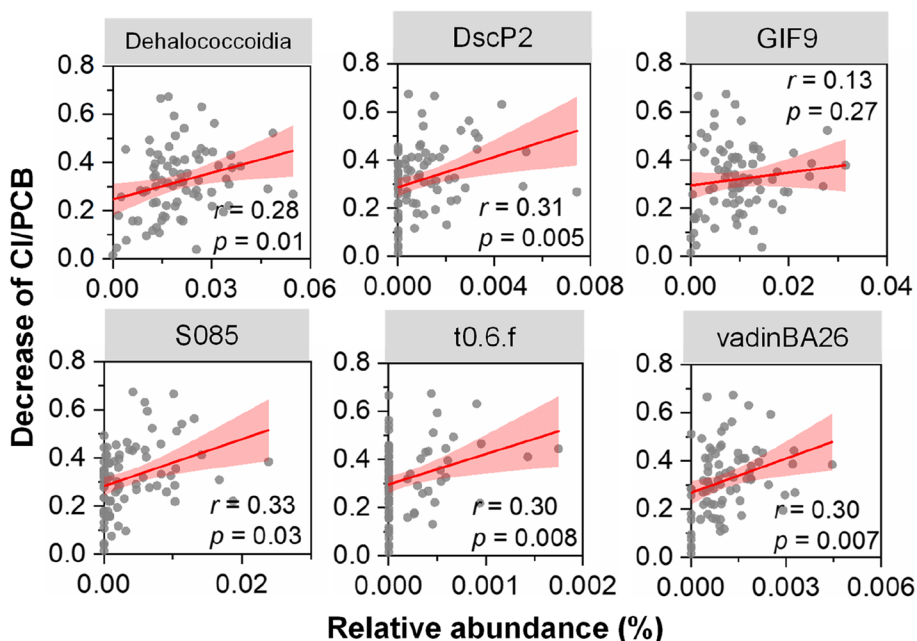 Dehalococcoidia
DscP2
GIF9
0.8
0.6
0.4
0.2
0.0
r = 0.28
p = 0.01
0.00
0.03
0.06
0.8
0.6
0.4
0.2
0.0
r = 0.31
p = 0.005
0.000
0.004
0.008
0.8
0.6
0.4
0.2
0.0
r = 0.13
p = 0.27
0.00
0.02
0.04
Decrease of Cl/PCB
S085
t0.6.f
vadinBA26
0.8
0.6
0.4
0.2
0.0
r = 0.33
p = 0.03
0.00
0.02
0.8
0.6
0.4
0.2
0.0
r = 0.30
p = 0.008
0.000
0.001
0.002
0.8
0.6
0.4
0.2
0.0
r = 0.30
p = 0.007
0.000
0.003
0.006
Relative abundance (%)